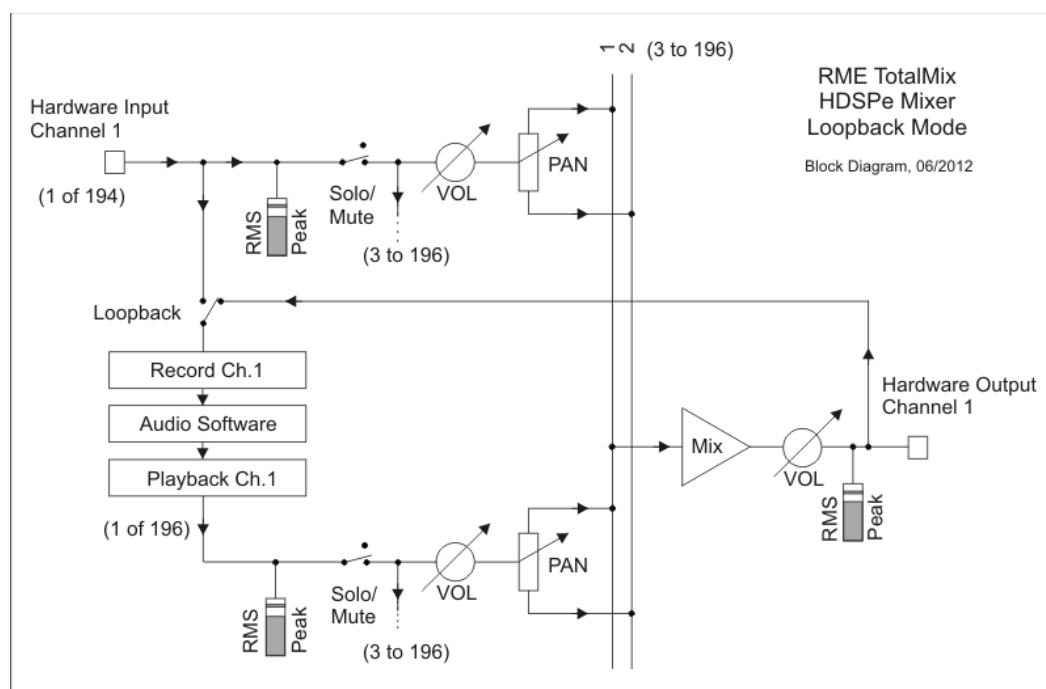 1
2
(3 to 196)
RME TotalMix
HDSPe Mixer
Loopback Mode
Block Diagram, 06/2012
Hardware Input
Channel 1
(1 of 194)
RMS
Peak
Solo/
Mute
(3 to 196)
VOL
PAN
Loopback
Record Ch.1
Audio Software
Playback Ch.1
(1 of 196)
Hardware Output
Channel 1
Mix
VOL
RMS
Peak
RMS
Peak
Solo/
Mute
(3 to 196)
VOL
PAN